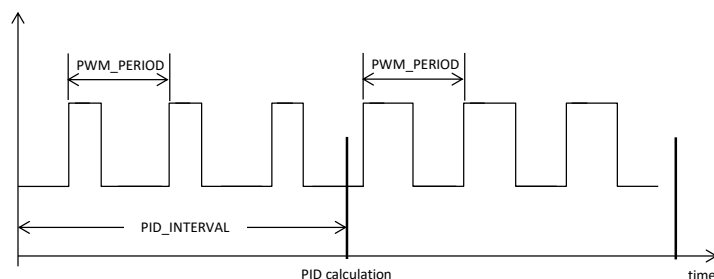 PWM_PERIOD
PWM_PERIOD
PID_INTERVAL
PID calculation
time